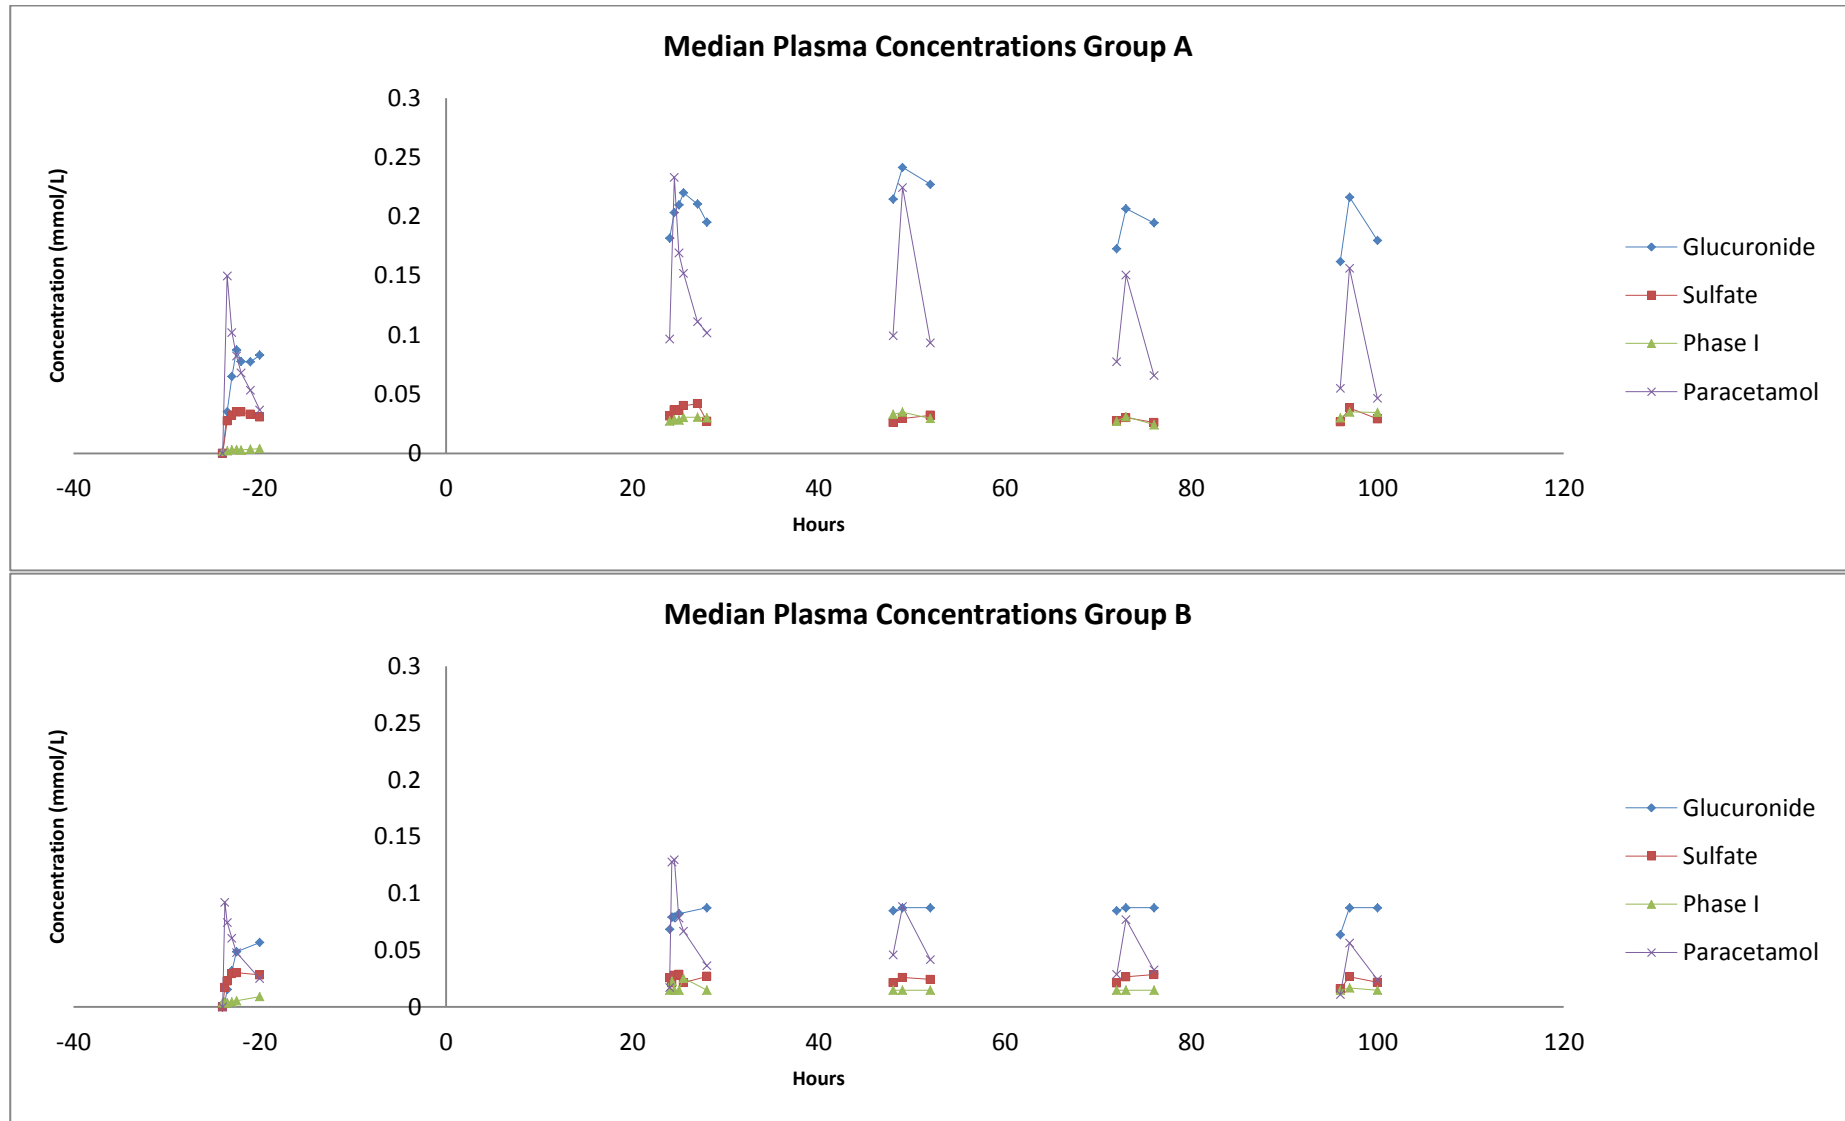 Median Plasma Concentrations Group A
Concentration (mmol/L)
0.3
0.25
0.2
0.15
0.1
0.05
0
-40 -20 0 20 40 60 80 100 120
Hours
Glucuronide
Sulfate
Phase I
Paracetamol
Median Plasma Concentrations Group B
Concentration (mmol/L)
0.3
0.25
0.2
0.15
0.1
0.05
0
-40 -20 0 20 40 60 80 100 120
Hours
Glucuronide
Sulfate
Phase I
Paracetamol